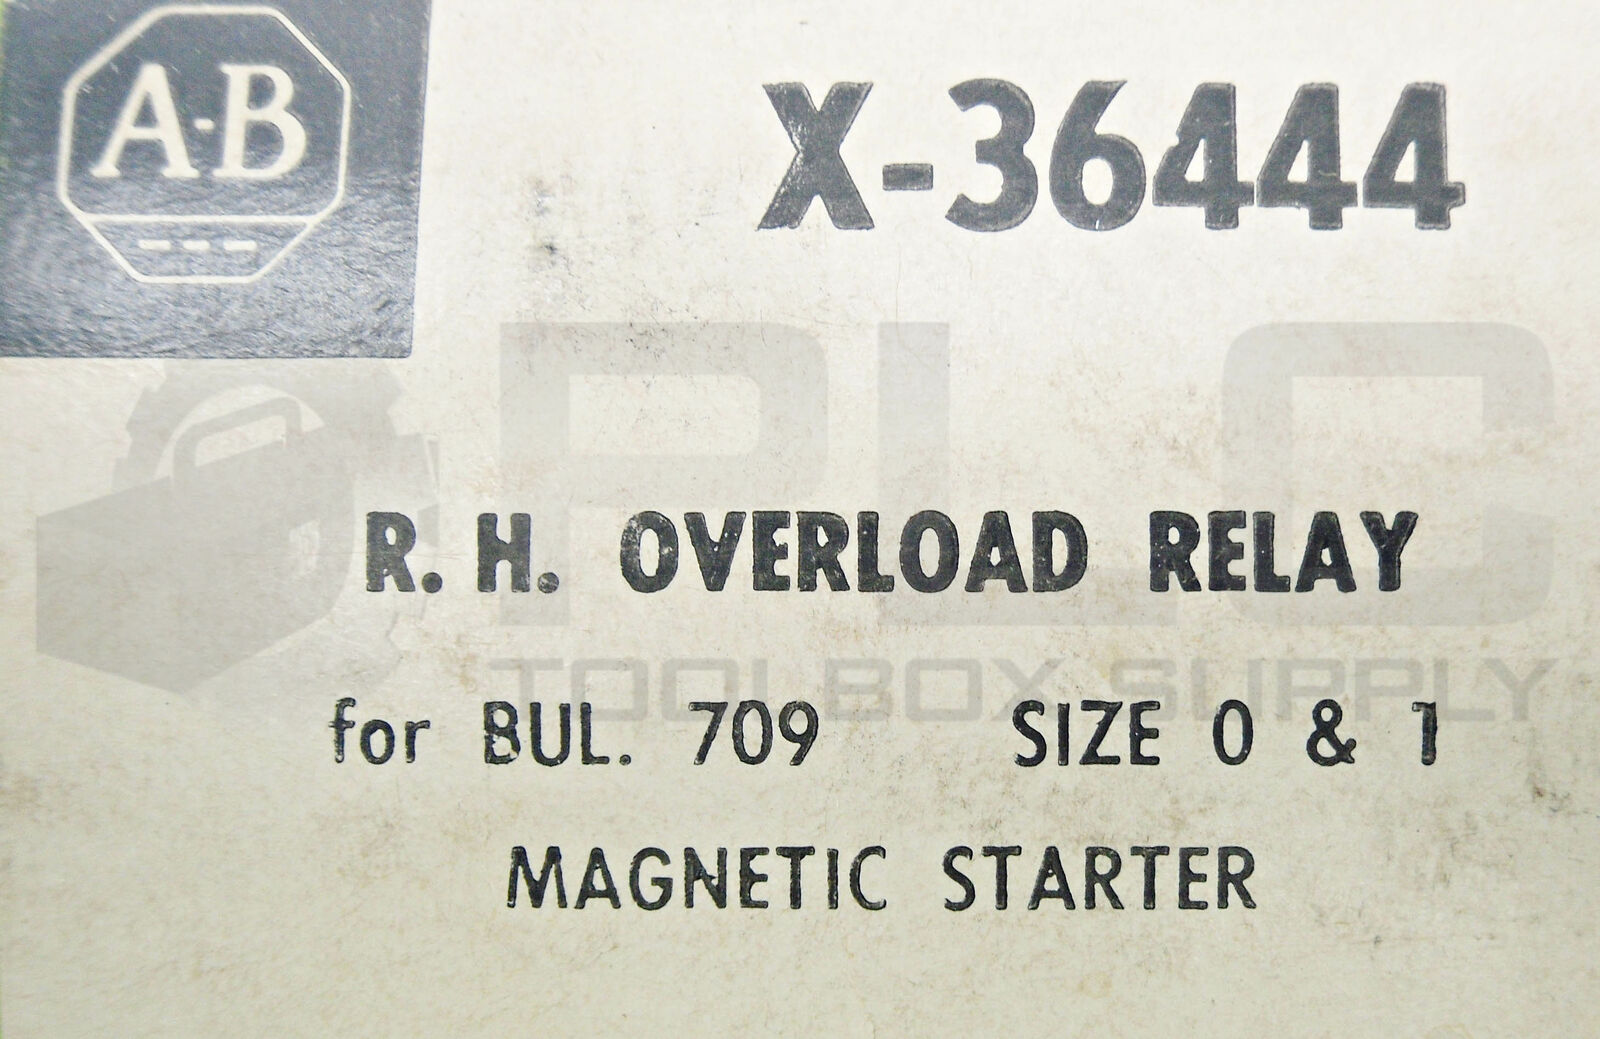 A-B
X-36444
PLC
R. H. OVERLOAD RELAY
TOOLBOX SUPPLY
for BUL. 709 SIZE 0 & 1
MAGNETIC STARTER